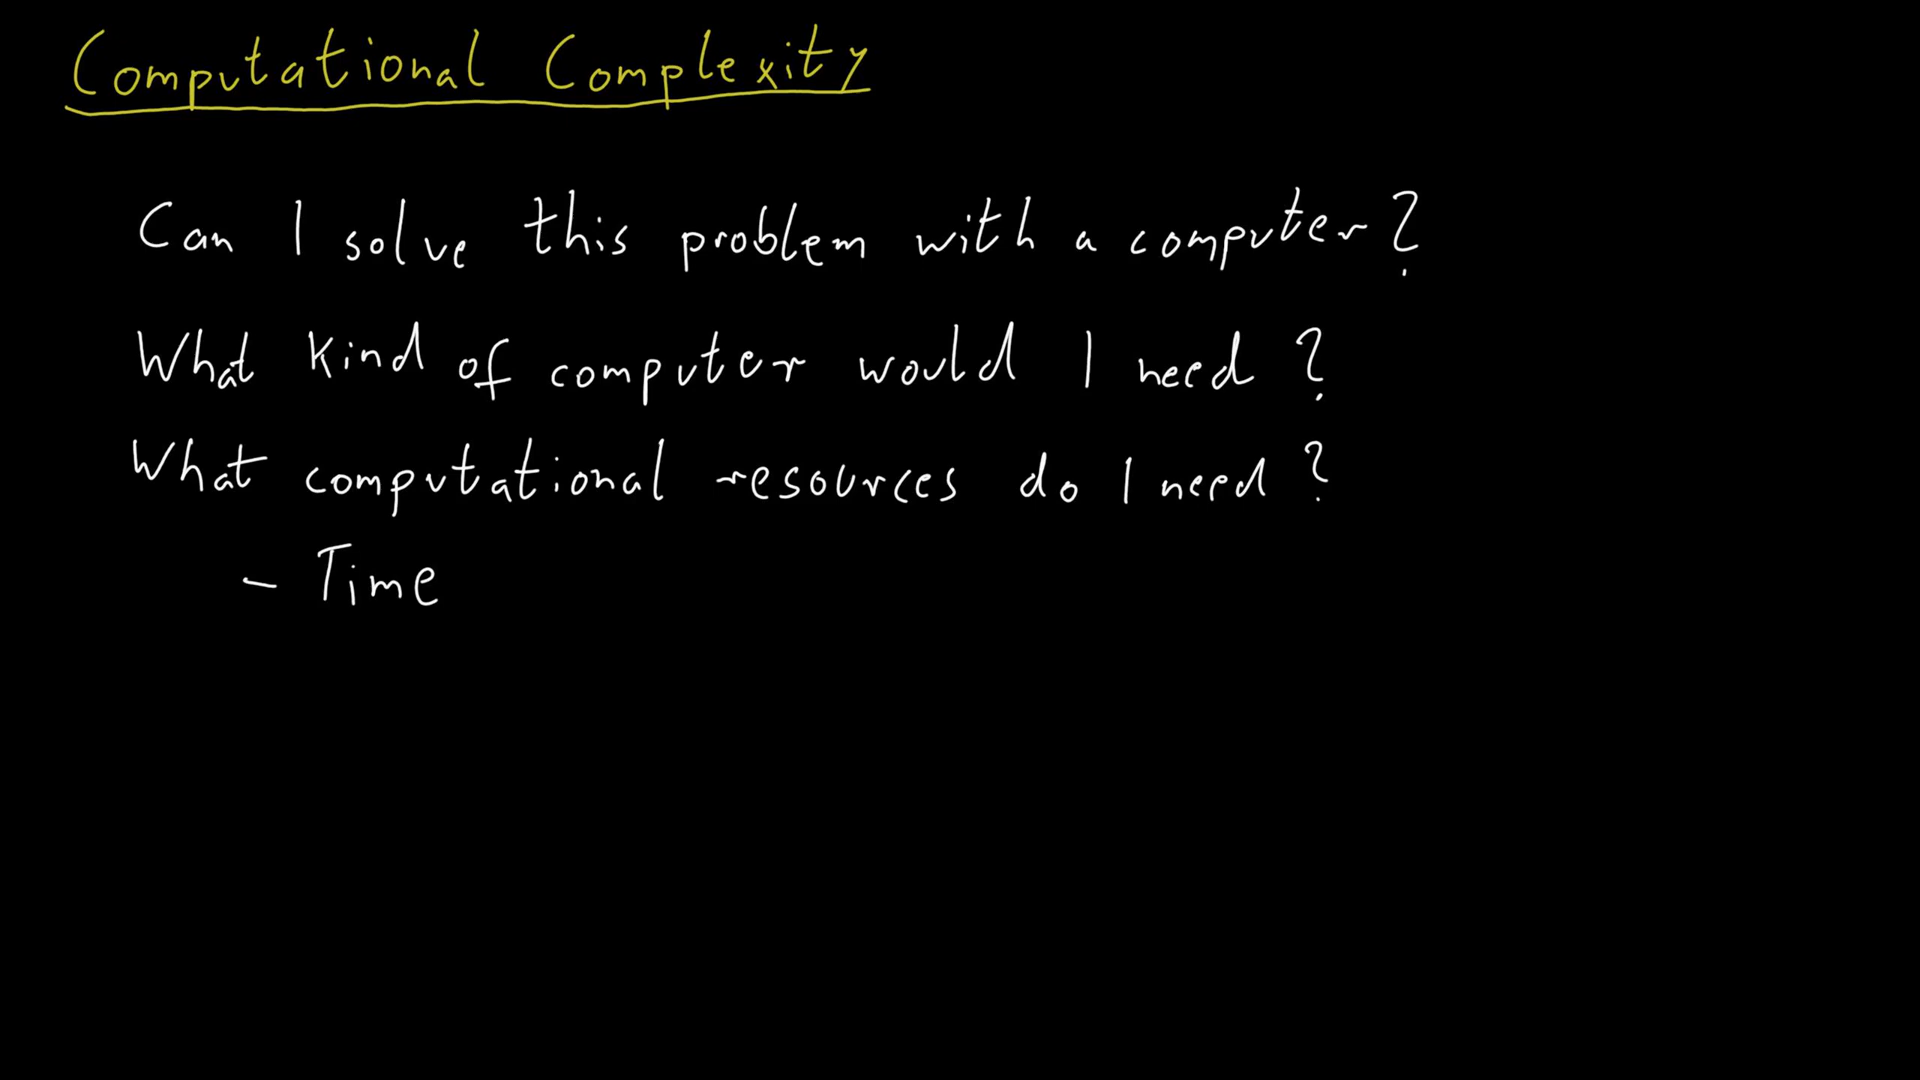 Computational Complexity
Can I solve this problem with a computer?
What kind of computer would I need?
What computational resources do I need?
- Time